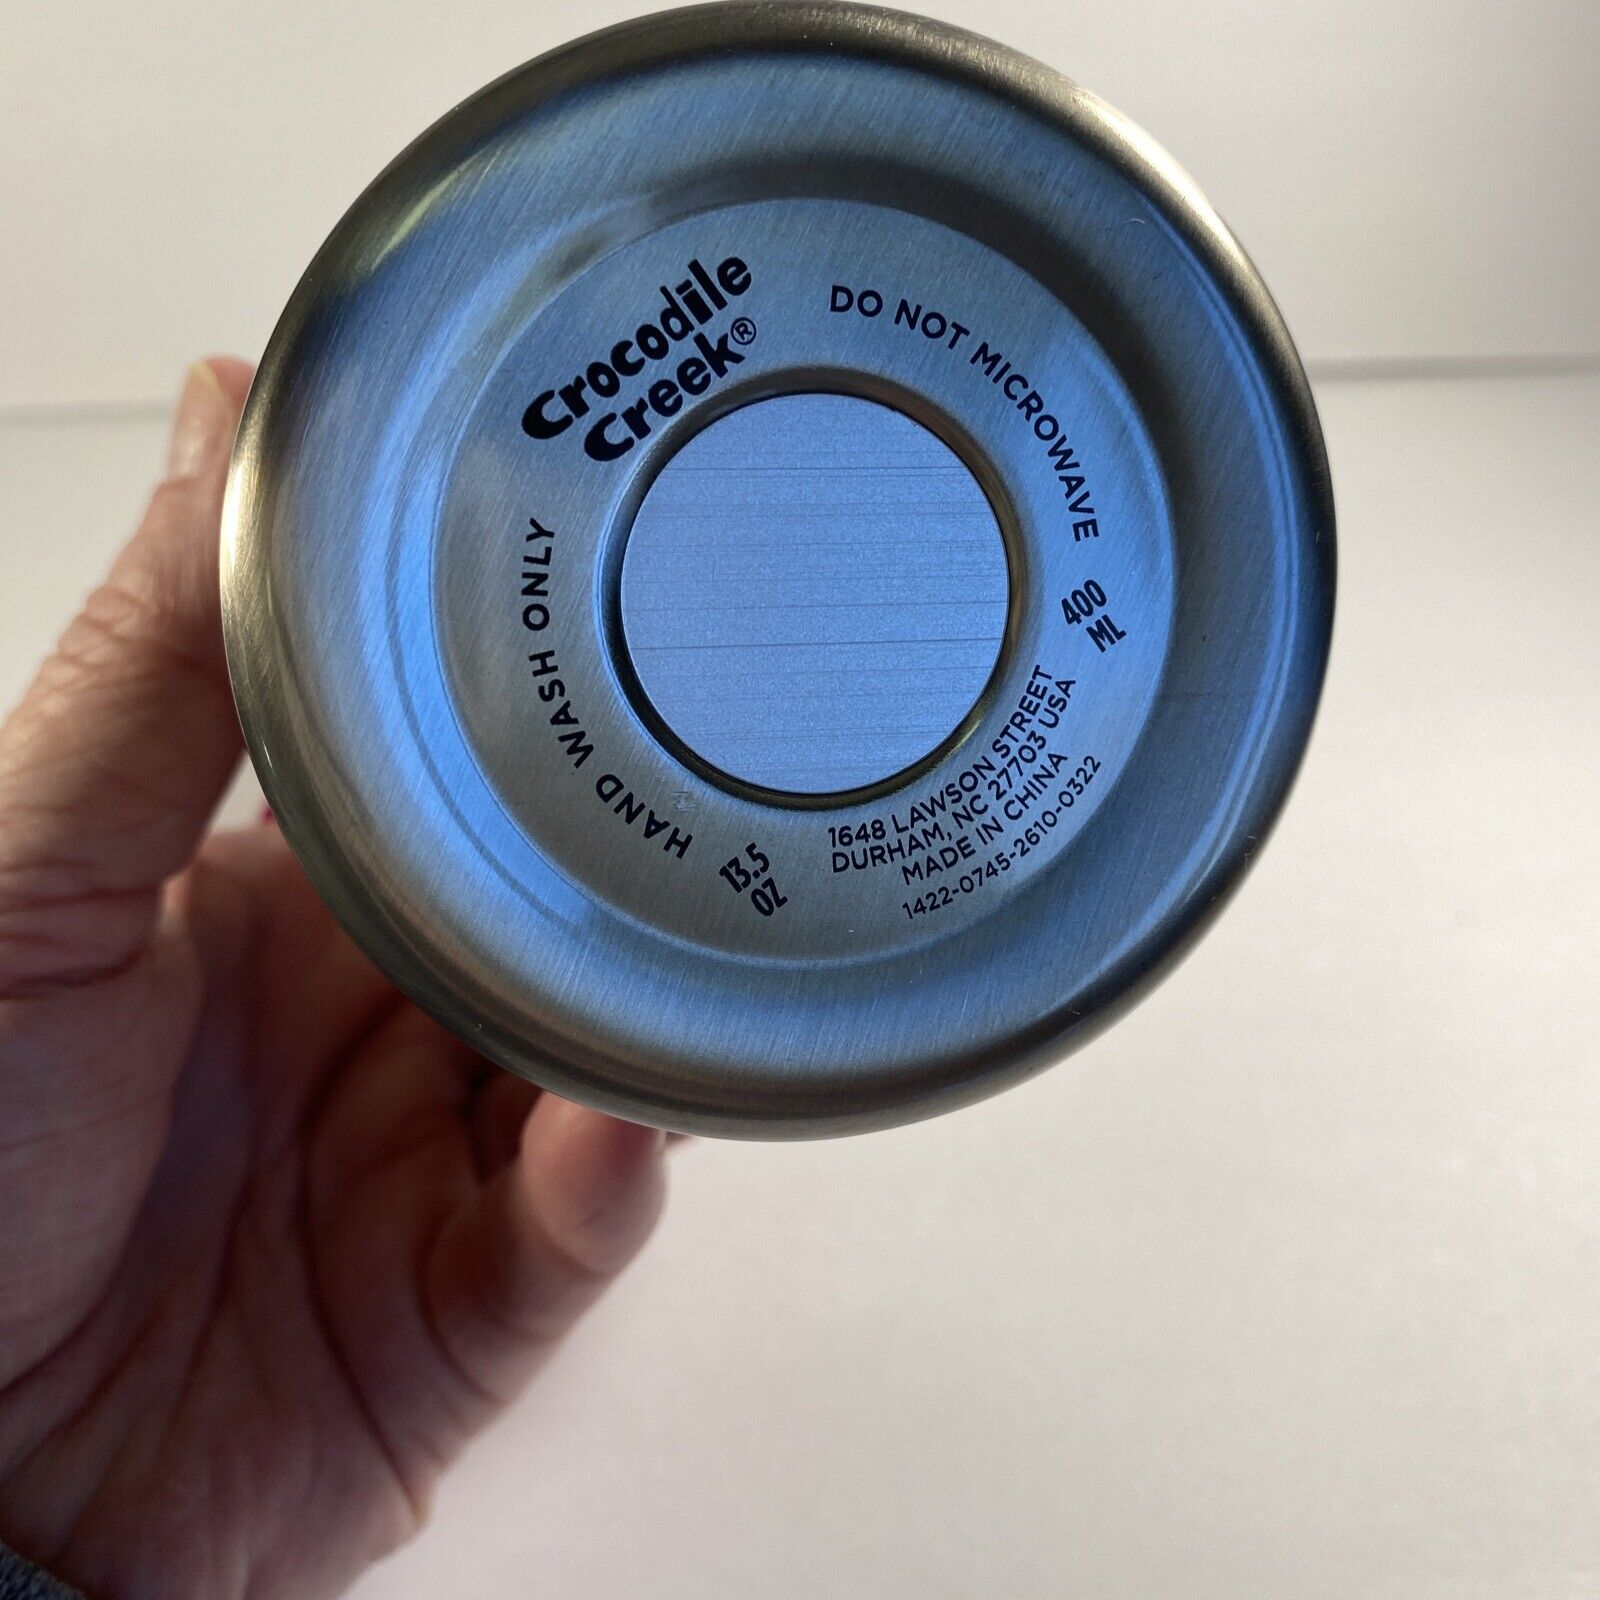 Crocodile
Creek®
DO NOT MICROWAVE
400
ML
1648 LAWSON STREET
DURHAM, NC 27703 USA
MADE IN CHINA
1422-0745-2610-0322
13.5
OZ
HAND WASH ONLY